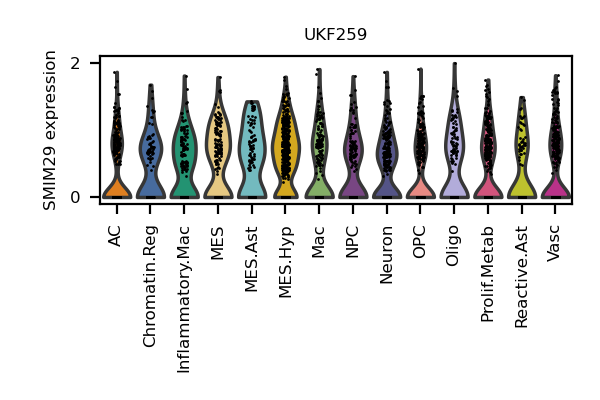 UKF259
SMIM29 expression
2
0
AC
Chromatin.Reg
Inflammatory.Mac
MES
MES.Ast
MES.Hyp
Mac
NPC
Neuron
OPC
Oligo
Prolif.Metab
Reactive.Ast
Vasc